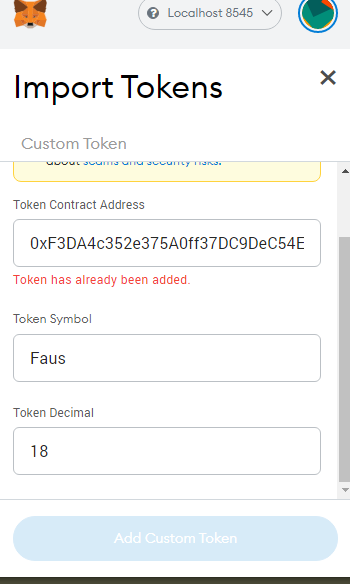 Localhost 8545
Import Tokens
Custom Token
about scams and security risks.
Token Contract Address
0xF3DA4c352e375A0ff37DC9DeC54E
Token has already been added.
Token Symbol
Faus
Token Decimal
18
Add Custom Token